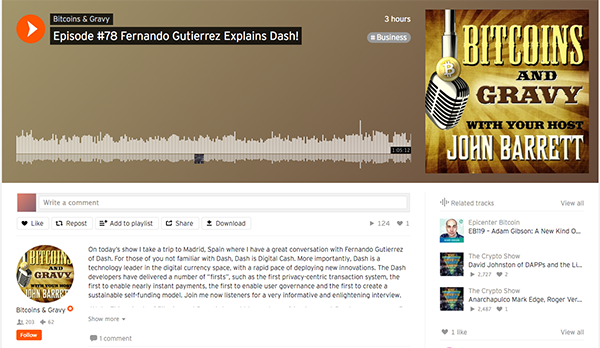 Bitcoins & Gravy
Episode #78 Fernando Gutierrez Explains Dash!
3 hours
# Business
1:05:12
BITCOINS
AND
GRAVY
WITH YOUR HOST
JOHN BARRETT
Write a comment
Like
Repost
Add to playlist
Share
Download
124
1
BITCOINS
AND
GRAVY
WITH YOUR HOST
JOHN BARRETT
Bitcoins & Gravy
203
62
Follow
On today's show I take a trip to Madrid, Spain where I have a great conversation with Fernando Gutierrez
of Dash. For those of you not familiar with Dash, Dash is Digital Cash. More importantly, Dash is a
technology leader in the digital currency space, with a rapid pace of deploying new innovations. The Dash
developers have delivered a number of "firsts", such as the first privacy-centric transaction system, the
first to enable nearly instant payments, the first to enable user governance and the first to create a
sustainable self-funding model. Join me now listeners for a very informative and enlightening interview.
Show more
1 comment
Related tracks
View all
Epicenter Bitcoin
EB119 – Adam Gibson: A New Kind O...
The Crypto Show
David Johnston of DAPPs and the Li...
2,727
2
The Crypto Show
Anarchapulco Mark Edge, Roger Ver...
2,487
1
1 like
View all